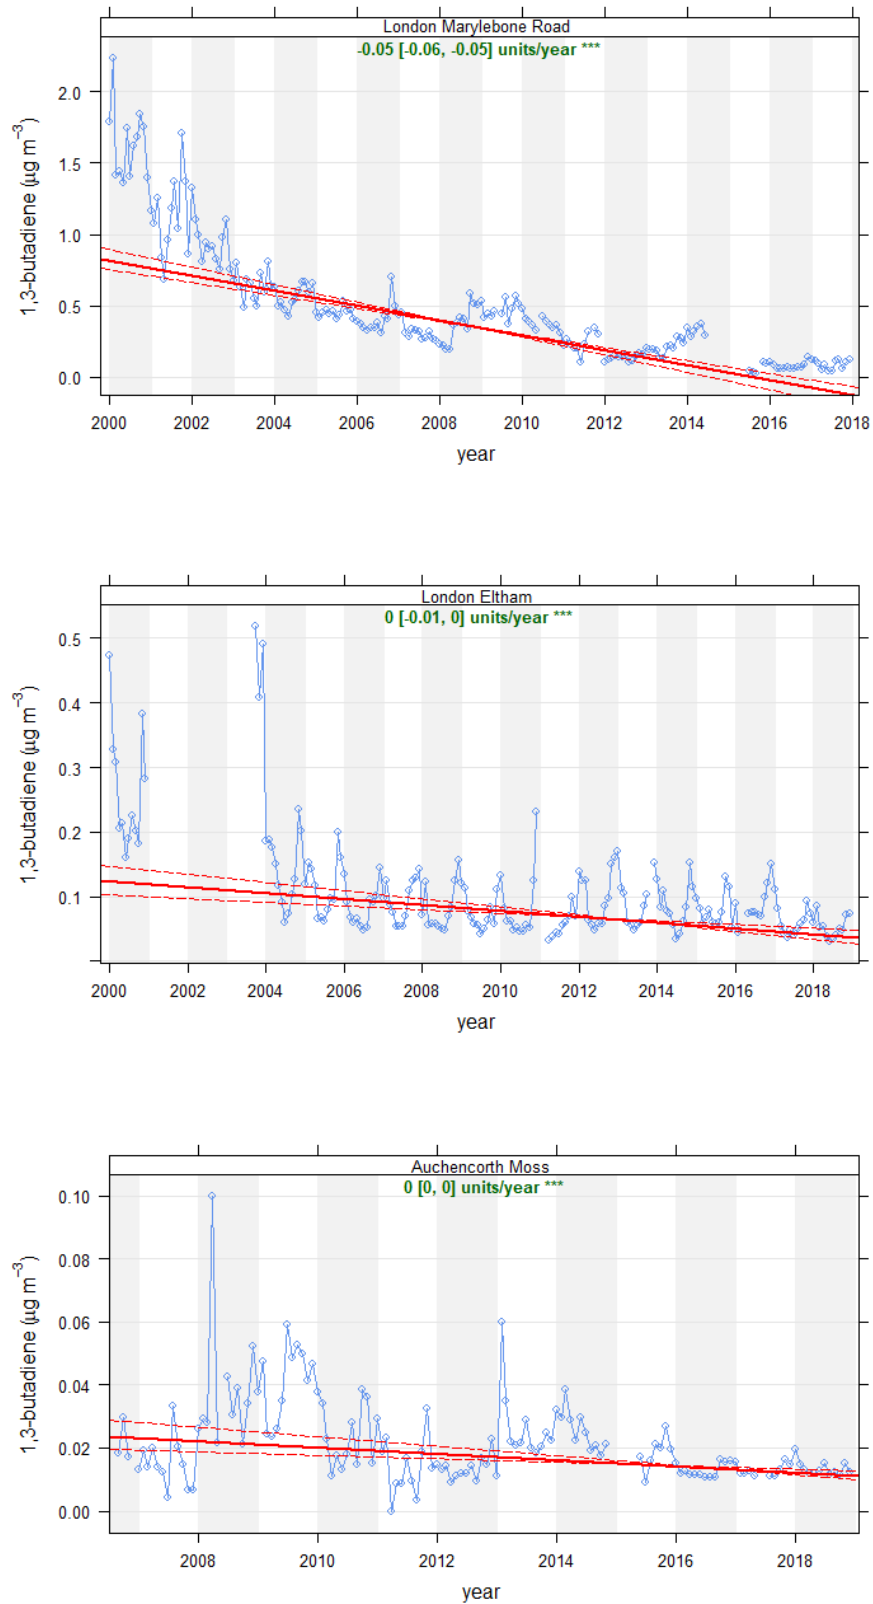 London Marylebone Road
-0.05 [-0.06, -0.05] units/year ***
2.0
1.5
1.0
0.5
0.0
1,3-butadiene (µg m⁻³)
2000 2002 2004 2006 2008 2010 2012 2014 2016 2018
year
London Eltham
0 [-0.01, 0] units/year ***
0.5
0.4
0.3
0.2
0.1
1,3-butadiene (µg m⁻³)
2000 2002 2004 2006 2008 2010 2012 2014 2016 2018
year
Auchencorth Moss
0 [0, 0] units/year ***
0.10
0.08
0.06
0.04
0.02
0.00
1,3-butadiene (µg m⁻³)
2008 2010 2012 2014 2016 2018
year